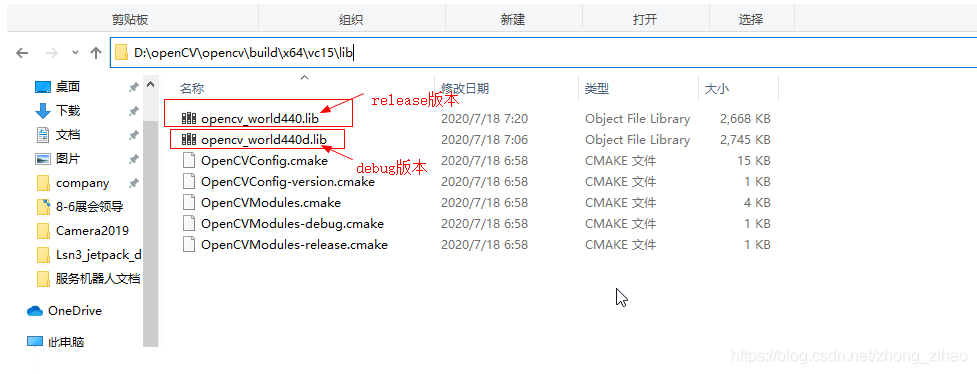 剪贴板 组织 新建 打开 选择
D:\openCV\opencv\build\x64\vc15\lib
桌面
下载
文档
图片
company
8-6展会领导
Camera2019
Lsn3_jetpack_d
服务机器人文档
OneDrive
此电脑
名称 修改日期 类型 大小
release版本
opencv_world440.lib 2020/7/18 7:20 Object File Library 2,668 KB
opencv_world440d.lib 2020/7/18 7:06 Object File Library 2,745 KB
debug版本
OpenCVConfig.cmake 2020/7/18 6:58 CMAKE 文件 15 KB
OpenCVConfig-version.cmake 2020/7/18 6:58 CMAKE 文件 1 KB
OpenCVModules.cmake 2020/7/18 6:58 CMAKE 文件 4 KB
OpenCVModules-debug.cmake 2020/7/18 6:58 CMAKE 文件 1 KB
OpenCVModules-release.cmake 2020/7/18 6:58 CMAKE 文件 1 KB
https://blog.csdn.net/zhong_zihao